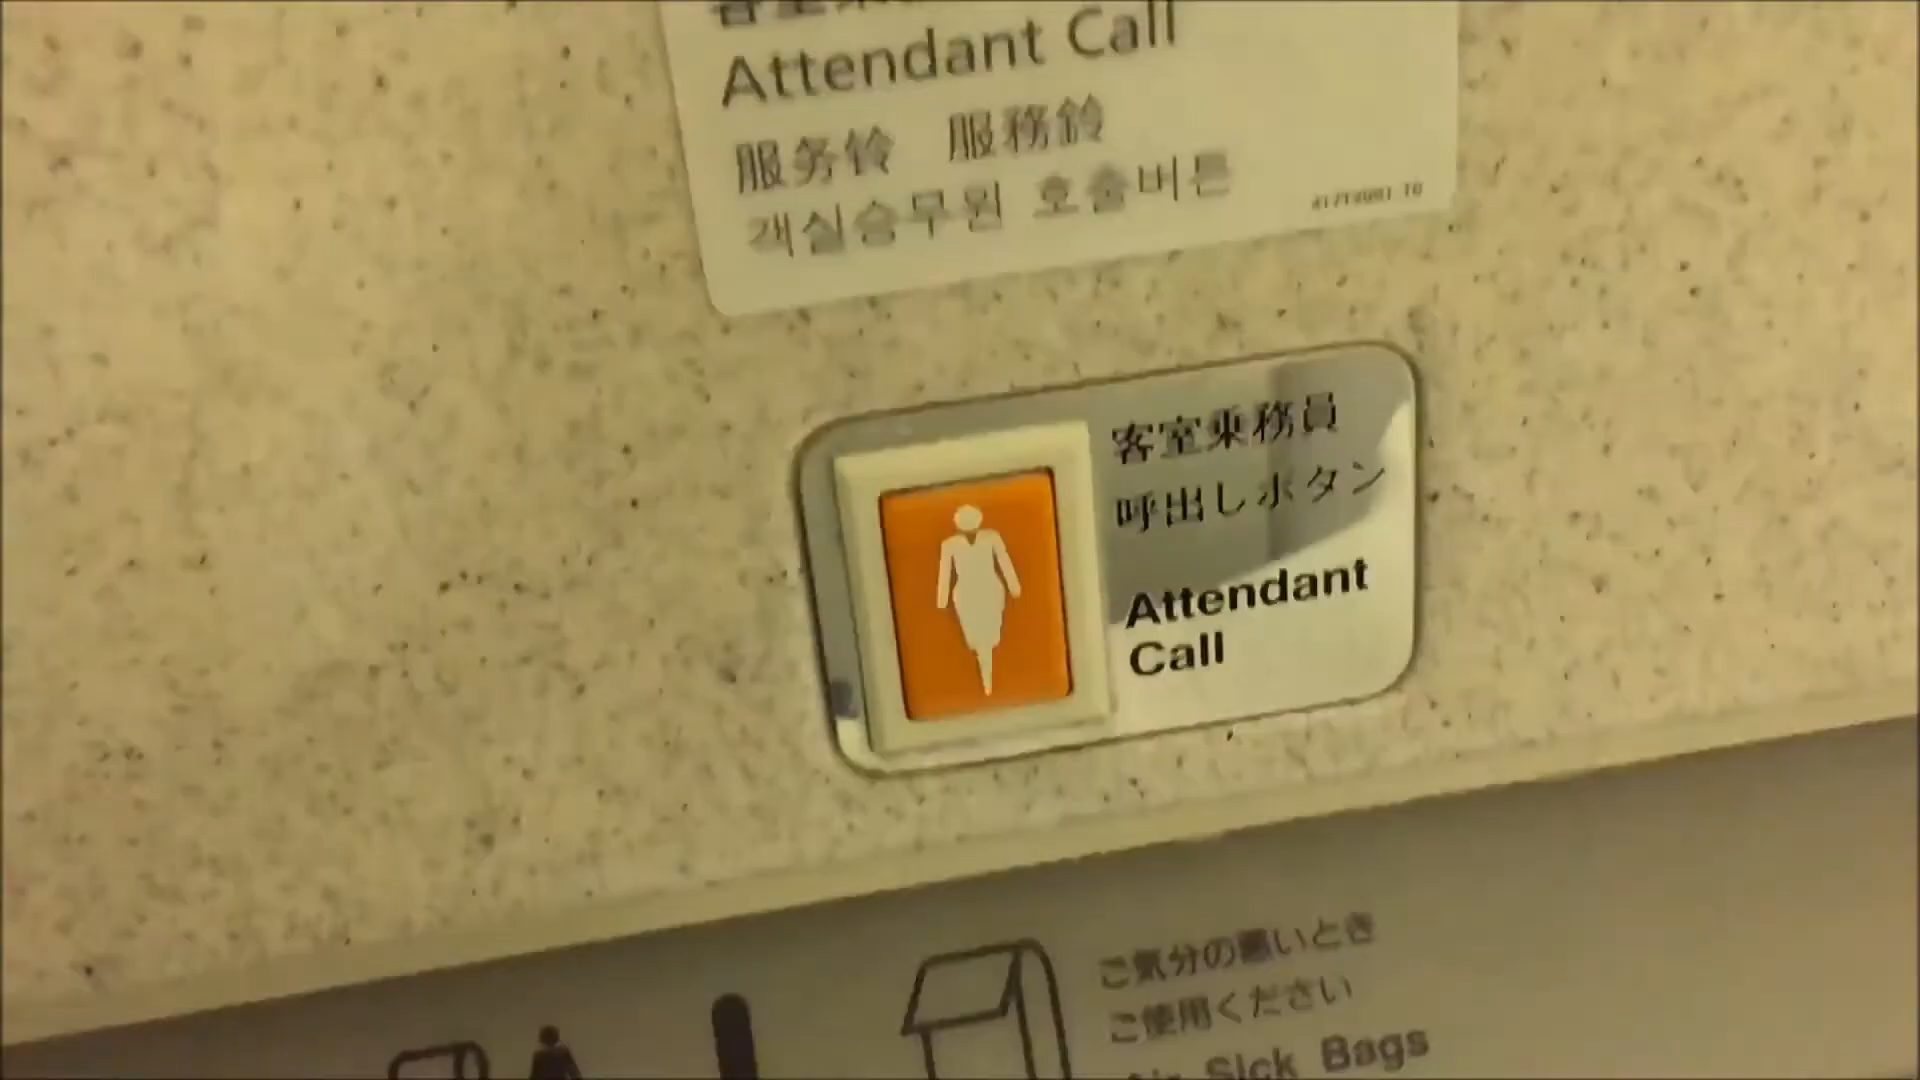 Attendant Call
服务铃 服務鈴
객실승무원 호출버튼
客室乗務員
呼出しボタン
Attendant
Call
ご気分の悪いとき
ご使用ください
Sick Bags